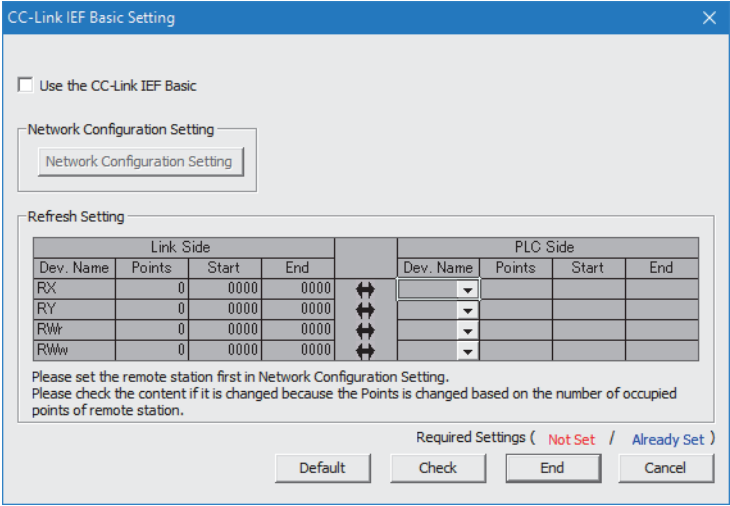 CC-Link IEF Basic Setting
Use the CC-Link IEF Basic
Network Configuration Setting
Network Configuration Setting
Refresh Setting
Link Side PLC Side
Dev. Name Points Start End Dev. Name Points Start End
RX 0 0000 0000
RY 0 0000 0000
RWr 0 0000 0000
RWw 0 0000 0000
Please set the remote station first in Network Configuration Setting.
Please check the content if it is changed because the Points is changed based on the number of occupied
points of remote station.
Required Settings ( Not Set / Already Set )
Default Check End Cancel